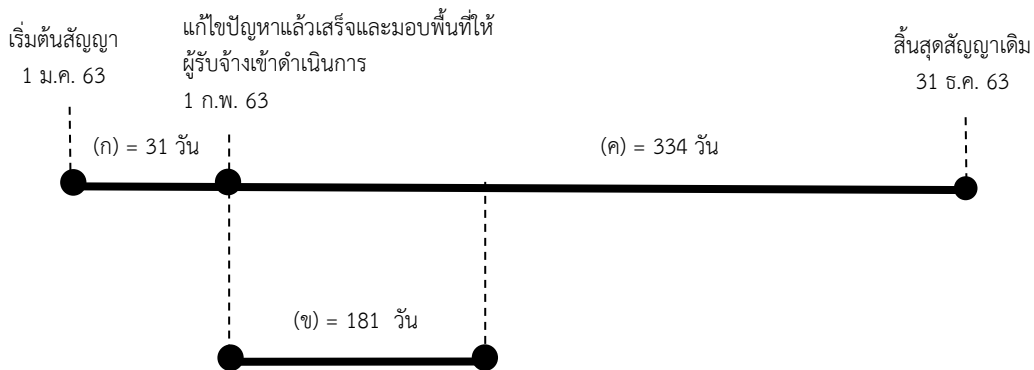 เริ่มต้นสัญญา
1 ม.ค. 63
แก้ไขปัญหาแล้วเสร็จและมอบพื้นที่ให้
ผู้รับจ้างเข้าดำเนินการ
1 ก.พ. 63
สิ้นสุดสัญญาเดิม
31 ธ.ค. 63
(ก) = 31 วัน
(ค) = 334 วัน
(ข) = 181 วัน